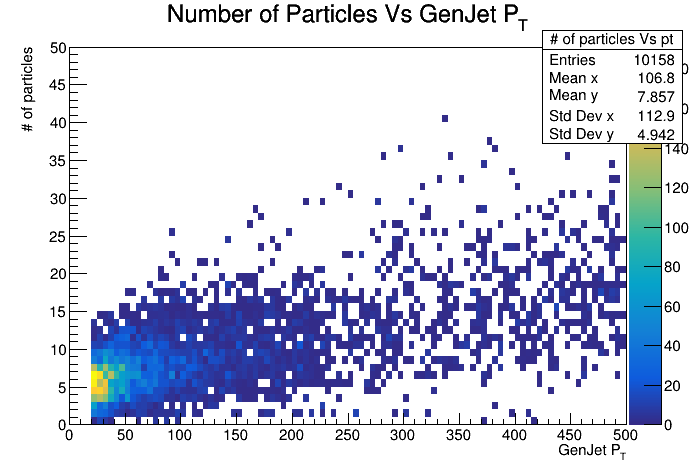 Number of Particles Vs GenJet P_T
# of particles Vs pt
Entries 10158
Mean x 106.8
Mean y 7.857
Std Dev x 112.9
Std Dev y 4.942
# of particles
50
45
40
35
30
25
20
15
10
5
0
0 50 100 150 200 250 300 350 400 450 500
GenJet P_T
140
120
100
80
60
40
20
0